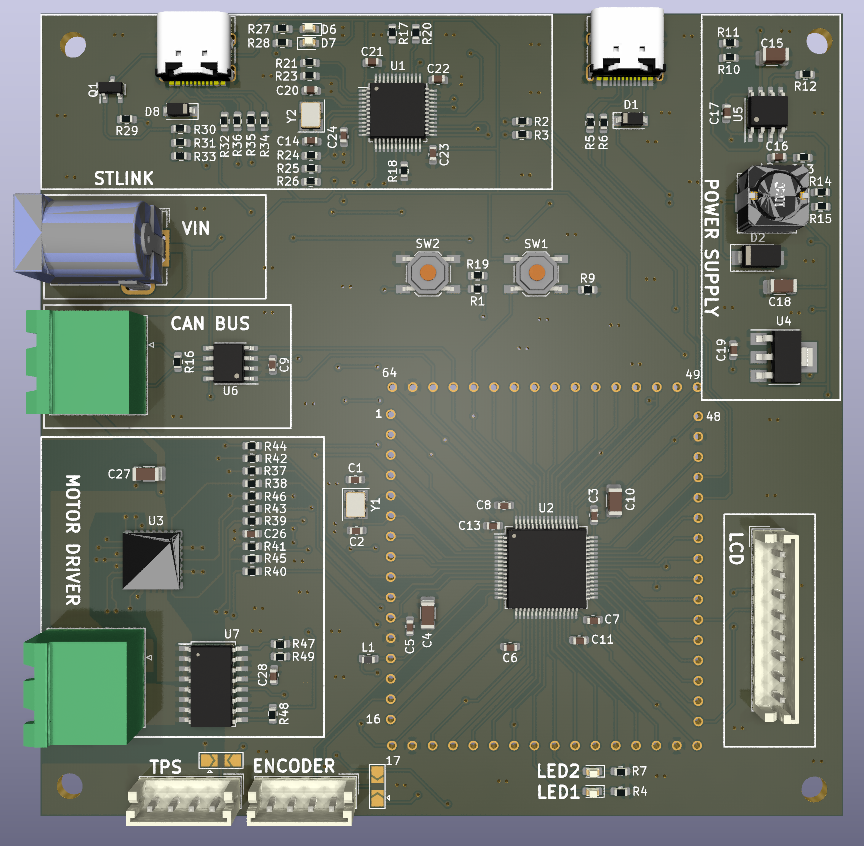 R27
D6
R28
D7
R17
R20
R21
R23
C20
C21
U1
C22
Q1
D8
R29
R30
R31
R33
R32
R36
R35
R34
Y2
C14
R24
R25
R26
C24
C23
R18
R2
R3
STLINK
R5
R6
D1
R11
R10
C15
R12
C17
U5
C16
R14
R15
D2
POWER SUPPLY
C18
U4
C19
VIN
SW2
SW1
R19
R1
R9
CAN BUS
R16
U6
C9
64
49
1
48
R44
R42
R37
R38
R46
R43
R39
C26
R41
R45
R40
C27
U3
MOTOR DRIVER
C1
Y1
C2
C8
U2
C13
C3
C10
LCD
C4
C5
C7
C11
C6
U7
R47
R49
C28
R48
L1
16
17
TPS
ENCODER
LED2
R7
LED1
R4